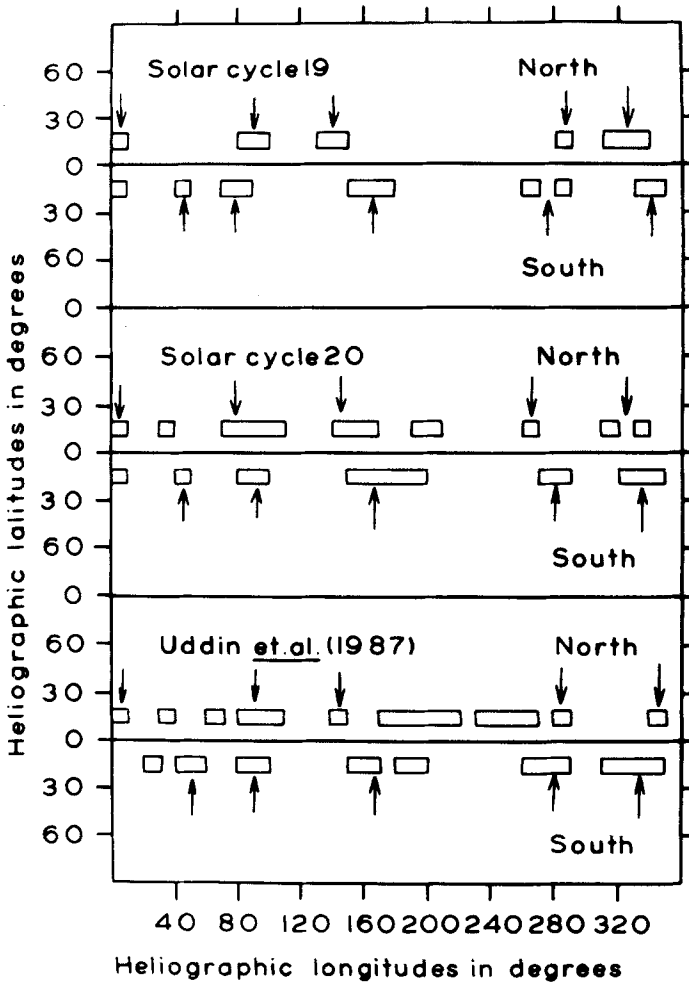 Solar cycle 19 North
60
30
0
30
60
South
0
Solar cycle 20 North
60
30
0
30
60
South
0
Uddin et.al. (1987) North
60
30
0
30
60
South
40 80 120 160 200 240 280 320
Heliographic longitudes in degrees
Heliographic lalitudes in degrees